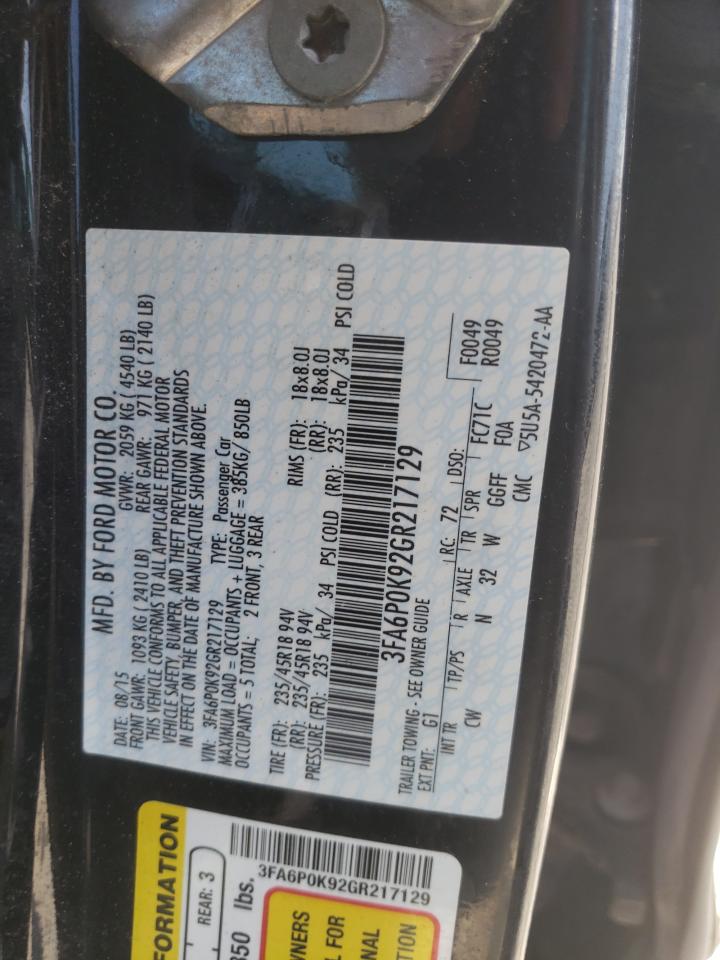 MFD. BY FORD MOTOR CO.
DATE: 08/15 GVWR: 2059 KG ( 4540 LB)
FRONT GAWR: 1093 KG ( 2410 LB) REAR GAWR: 971 KG ( 2140 LB)
THIS VEHICLE CONFORMS TO ALL APPLICABLE FEDERAL MOTOR
VEHICLE SAFETY, BUMPER, AND THEFT PREVENTION STANDARDS
IN EFFECT ON THE DATE OF MANUFACTURE SHOWN ABOVE.
VIN: 3FA6P0K92GR217129 TYPE: Passenger Car
MAXIMUM LOAD = OCCUPANTS + LUGGAGE = 385KG/ 850LB
OCCUPANTS = 5 TOTAL; 2 FRONT, 3 REAR
TIRE (FR): 235/45R18 94V RIMS (FR): 18x8.0J
(RR): 235/45R18 94V (RR): 18x8.0J
PRESSURE (FR): 235 kPa/ 34 PSI COLD (RR): 235 kPa/ 34 PSI COLD
3FA6P0K92GR217129
TRAILER TOWING - SEE OWNER GUIDE
EXT PNT: G1 RC: 72 DSO: F0049
R0049
INT TR TP/PS R AXLE TR SPR FC71C
CW N 32 W GGFF F0A
CMC ▽5U5A-5420472-AA
FORMATION
REAR: 3
350 lbs.
3FA6P0K92GR217129
WNERS
L FOR
ONAL
TION